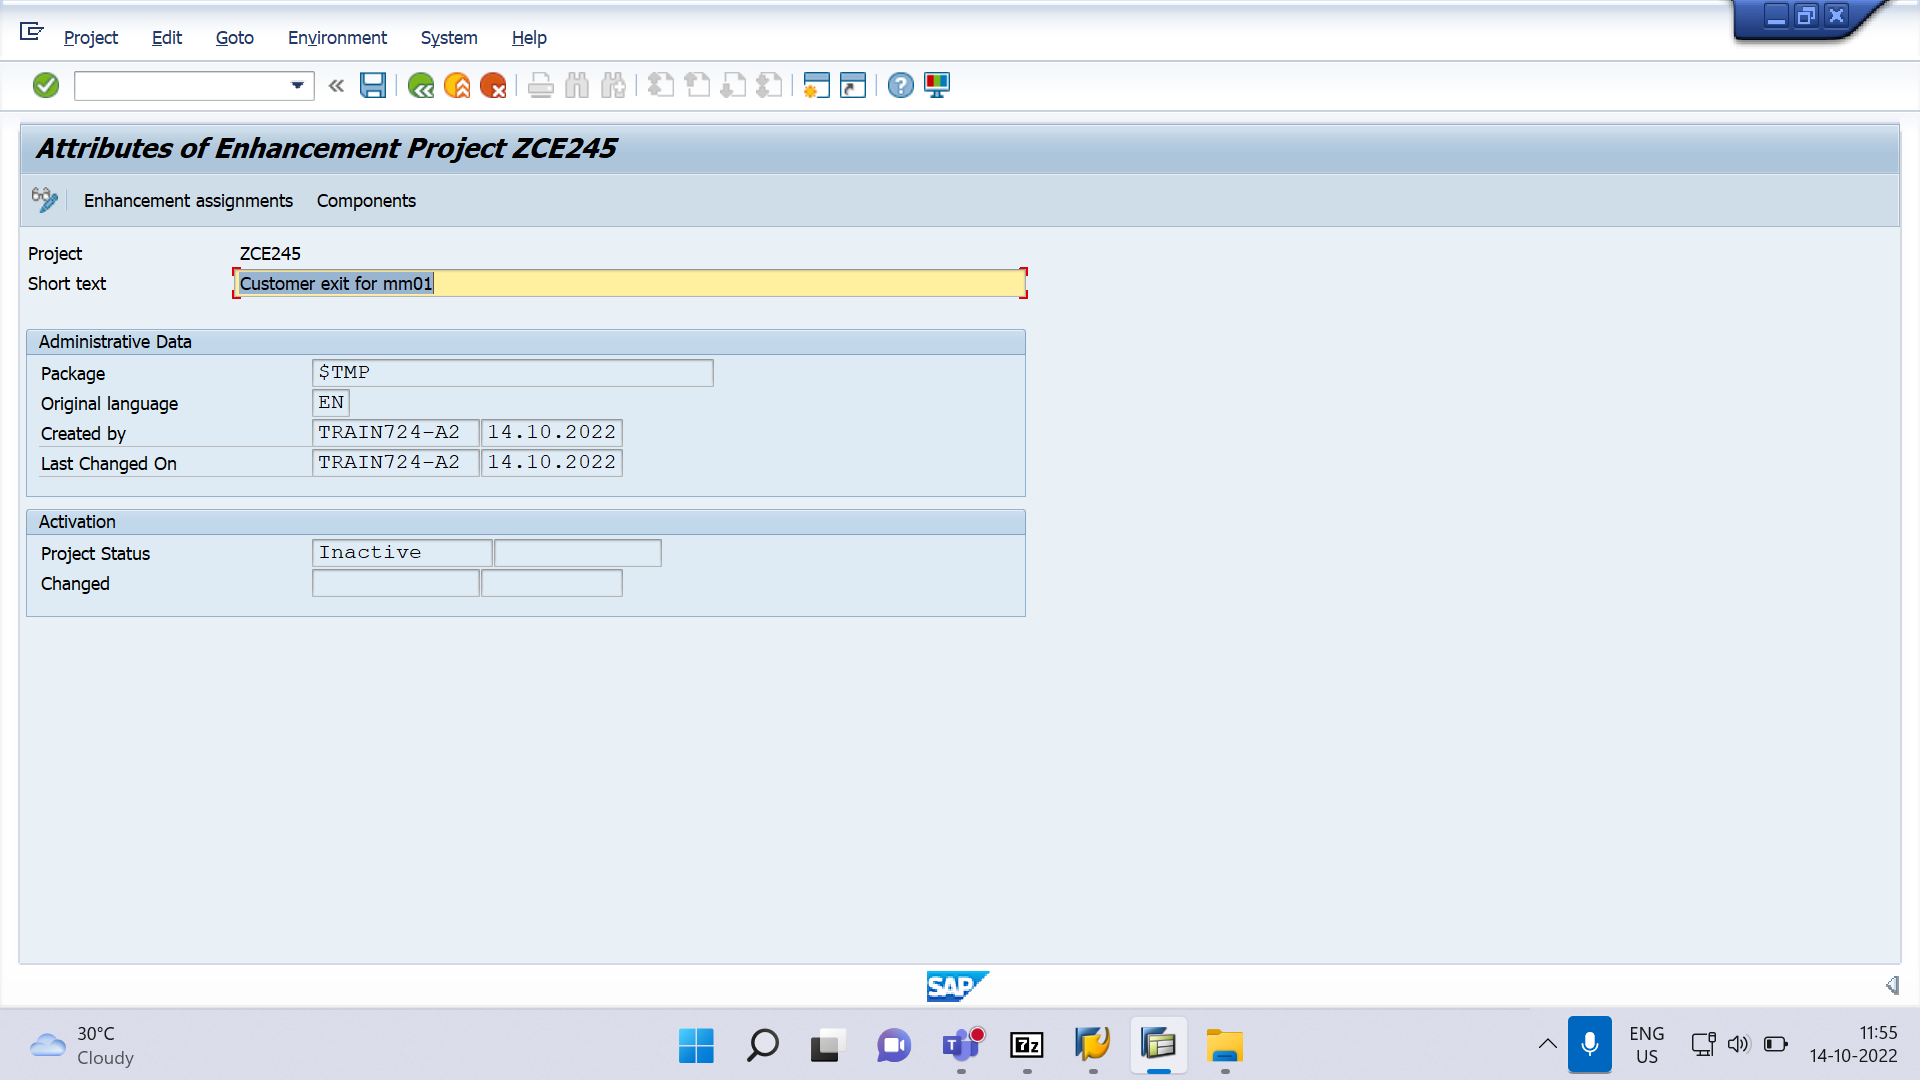 Project Edit Goto Environment System Help
Attributes of Enhancement Project ZCE245
Enhancement assignments Components
Project ZCE245
Short text Customer exit for mm01
Administrative Data
Package $TMP
Original language EN
Created by TRAIN724-A2 14.10.2022
Last Changed On TRAIN724-A2 14.10.2022
Activation
Project Status Inactive
Changed
SAP
30°C
Cloudy
T
7z
ENG
US
11:55
14-10-2022